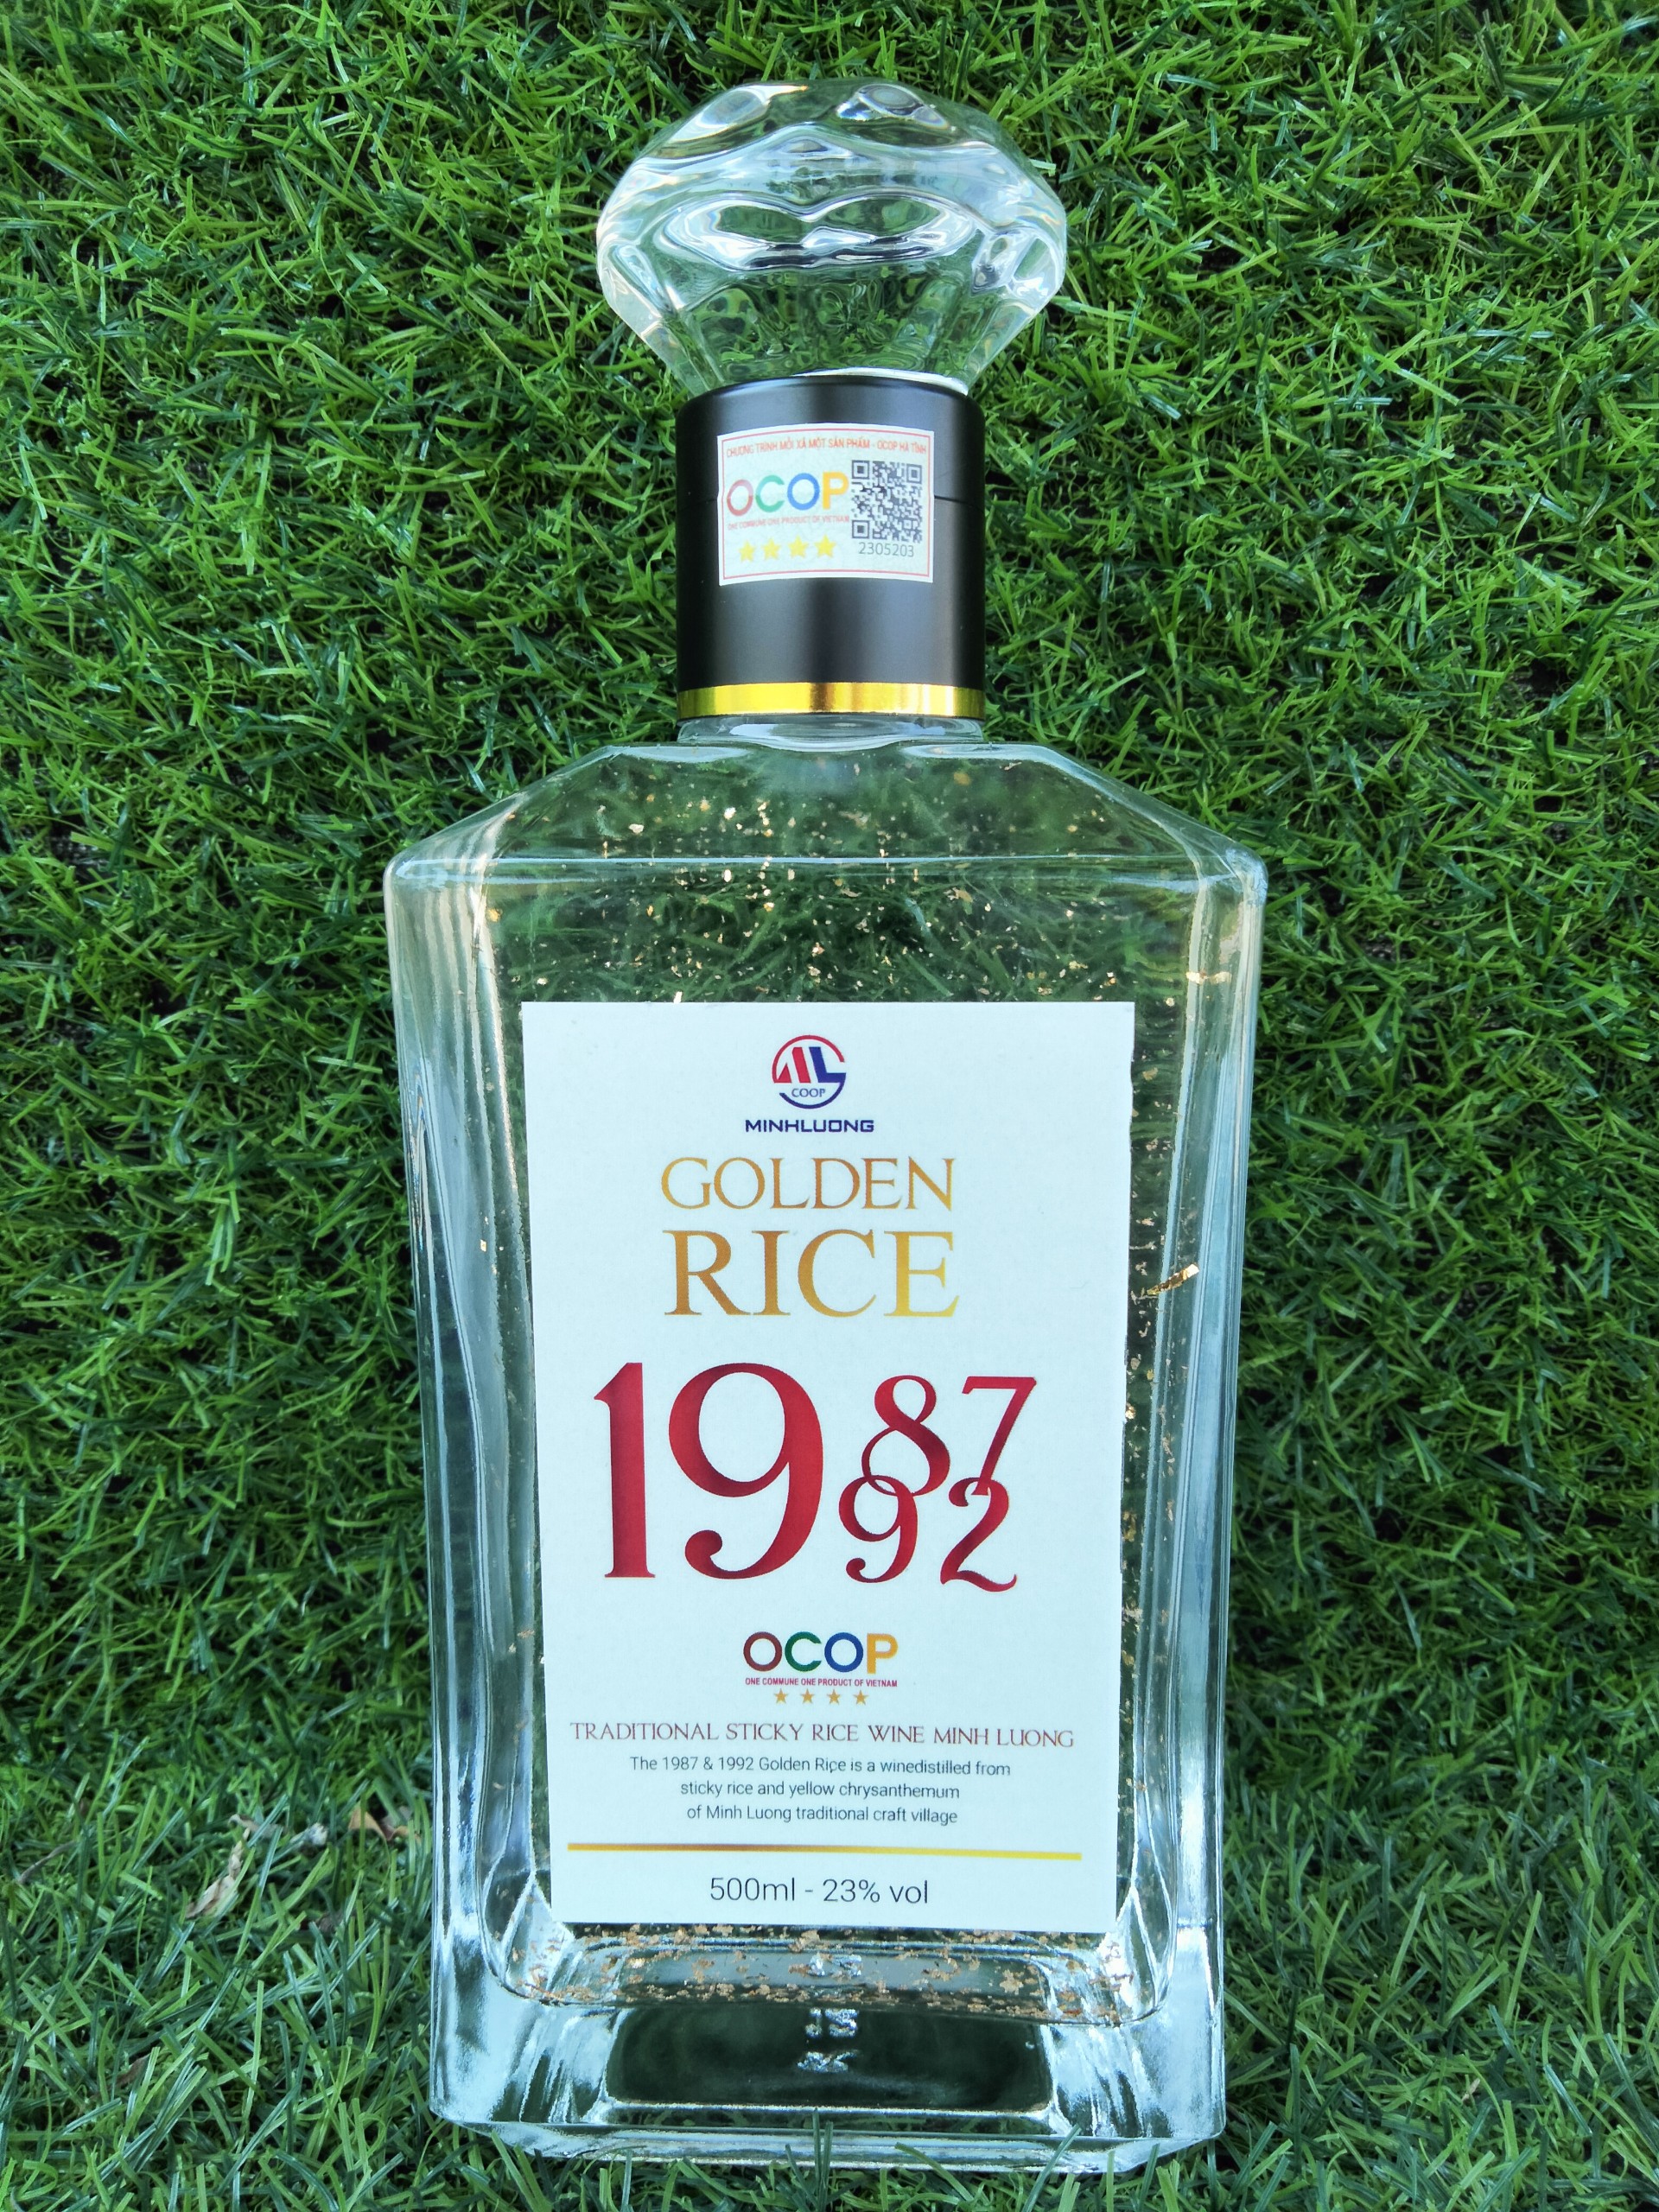 CHƯƠNG TRÌNH MỖI XÃ MỘT SẢN PHẨM - OCOP HÀ TĨNH
OCOP
ONE COMMUNE ONE PRODUCT OF VIETNAM
2305203
ML
COOP
MINHLUONG
GOLDEN
RICE
1987
92
OCOP
ONE COMMUNE ONE PRODUCT OF VIETNAM
TRADITIONAL STICKY RICE WINE MINH LUONG
The 1987 & 1992 Golden Rice is a winedistilled from
sticky rice and yellow chrysanthemum
of Minh Luong traditional craft village
500ml - 23% vol